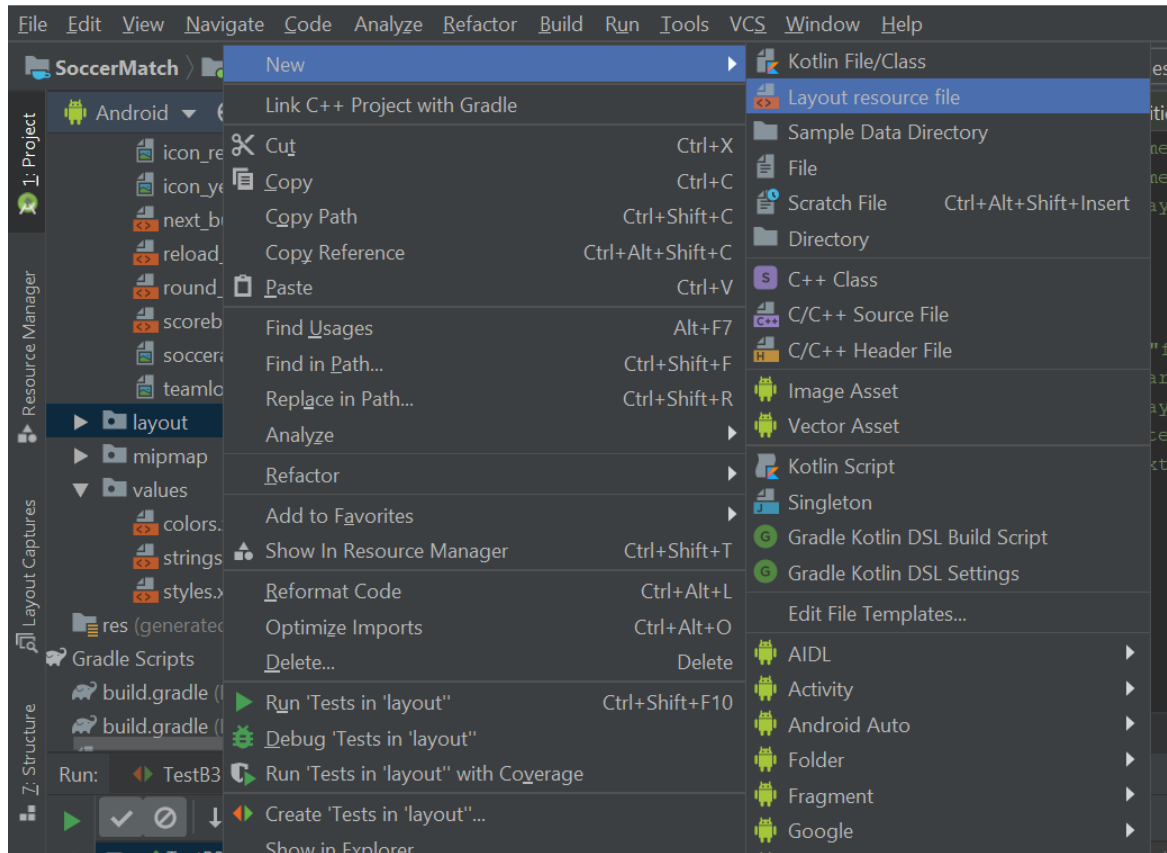 File Edit View Navigate Code Analyze Refactor Build Run Tools VCS Window Help
SoccerMatch
1: Project
Resource Manager
Layout Captures
Z: Structure
Android
icon_re
icon_ye
next_bu
reload_
round_
scoreb
soccera
teamlo
layout
mipmap
values
colors.
strings
styles.x
res (generated
Gradle Scripts
build.gradle (
build.gradle (
Run: TestB3
New
Link C++ Project with Gradle
Cut Ctrl+X
Copy Ctrl+C
Copy Path Ctrl+Shift+C
Copy Reference Ctrl+Alt+Shift+C
Paste Ctrl+V
Find Usages Alt+F7
Find in Path... Ctrl+Shift+F
Replace in Path... Ctrl+Shift+R
Analyze
Refactor
Add to Favorites
Show In Resource Manager Ctrl+Shift+T
Reformat Code Ctrl+Alt+L
Optimize Imports Ctrl+Alt+O
Delete... Delete
Run 'Tests in 'layout'' Ctrl+Shift+F10
Debug 'Tests in 'layout''
Run 'Tests in 'layout'' with Coverage
Create 'Tests in 'layout''...
Show in Explorer
Kotlin File/Class
Layout resource file
Sample Data Directory
File
Scratch File Ctrl+Alt+Shift+Insert
Directory
C++ Class
C/C++ Source File
C/C++ Header File
Image Asset
Vector Asset
Kotlin Script
Singleton
Gradle Kotlin DSL Build Script
Gradle Kotlin DSL Settings
Edit File Templates...
AIDL
Activity
Android Auto
Folder
Fragment
Google